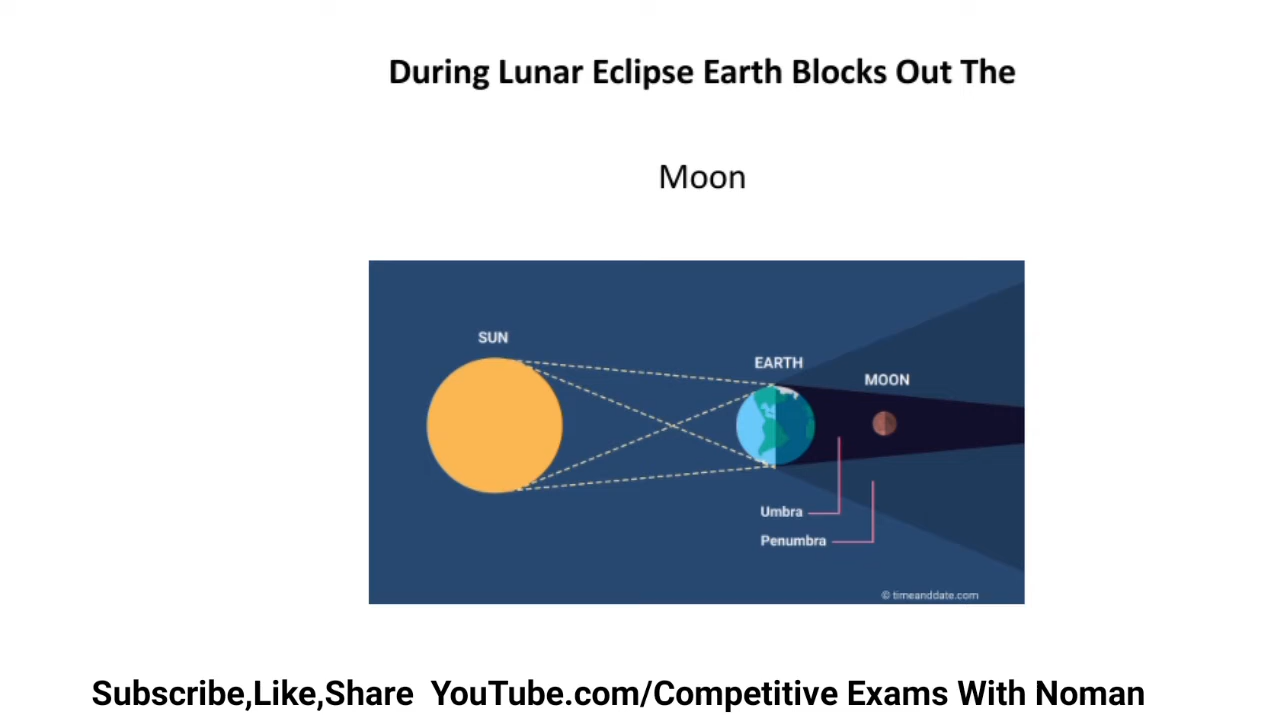 During Lunar Eclipse Earth Blocks Out The
Moon
SUN
EARTH
MOON
Umbra
Penumbra
© timeanddate.com
Subscribe,Like,Share YouTube.com/Competitive Exams With Noman